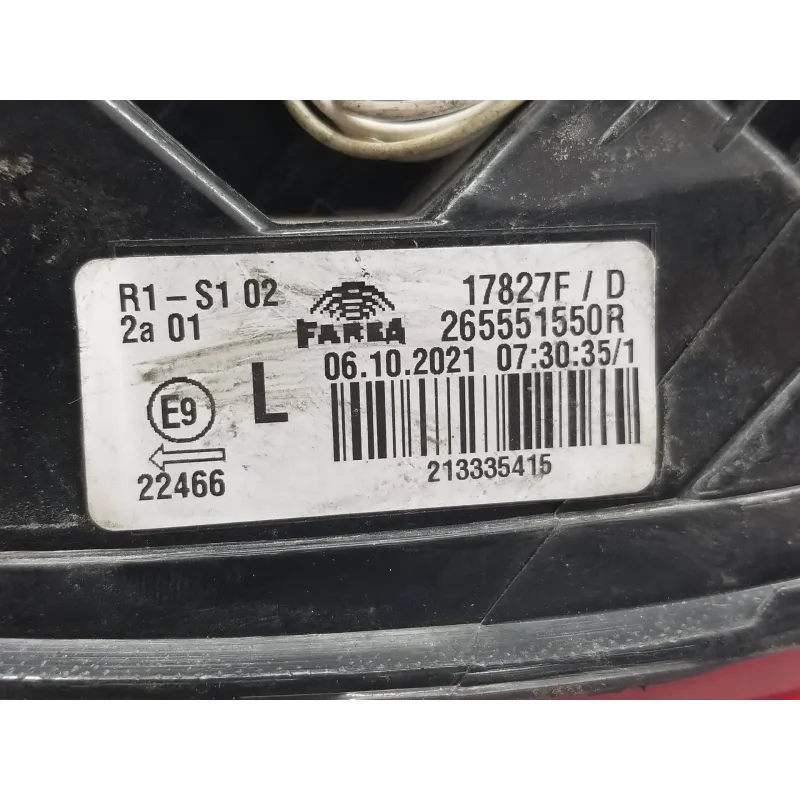 R1-S1 02
2a 01
FARBA
17827F / D
265551550R
06.10.2021 07:30:35/1
L
E9
22466
213335415